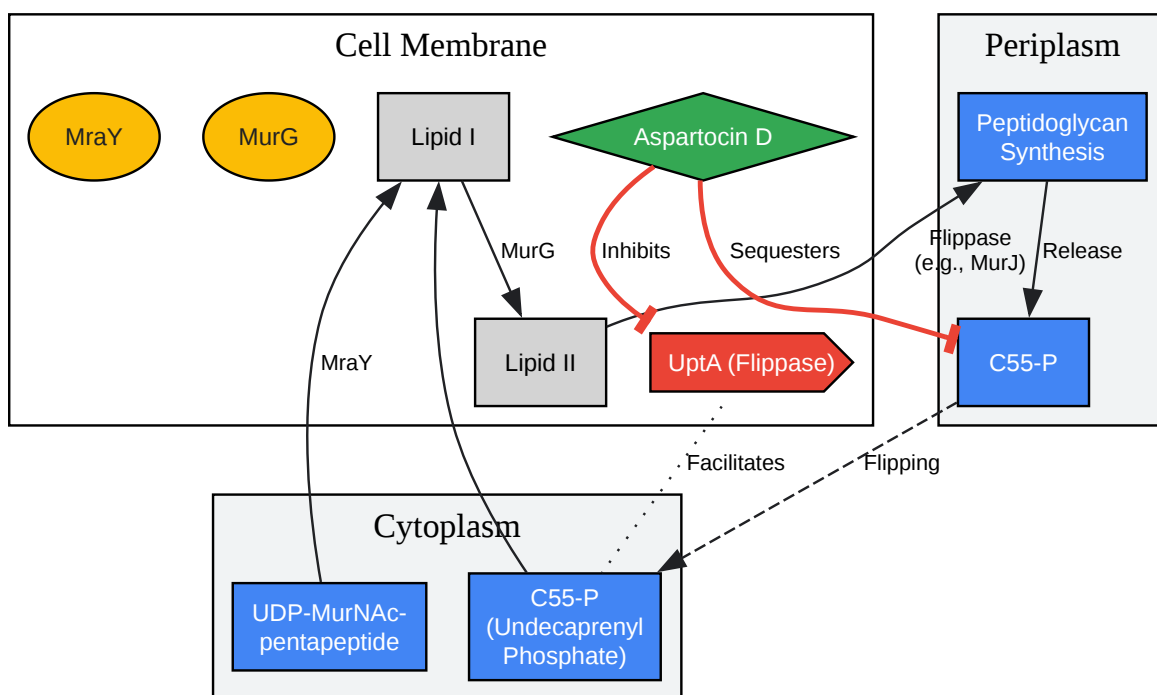 Cell Membrane
Periplasm
MraY
MurG
Lipid I
Aspartocin D
Peptidoglycan
Synthesis
MurG
Inhibits
Sequesters
Flippase
(e.g., MurJ)
Release
MraY
Lipid II
UptA (Flippase)
C55-P
Facilitates
Flipping
Cytoplasm
UDP-MurNAc-
pentapeptide
C55-P
(Undecaprenyl
Phosphate)